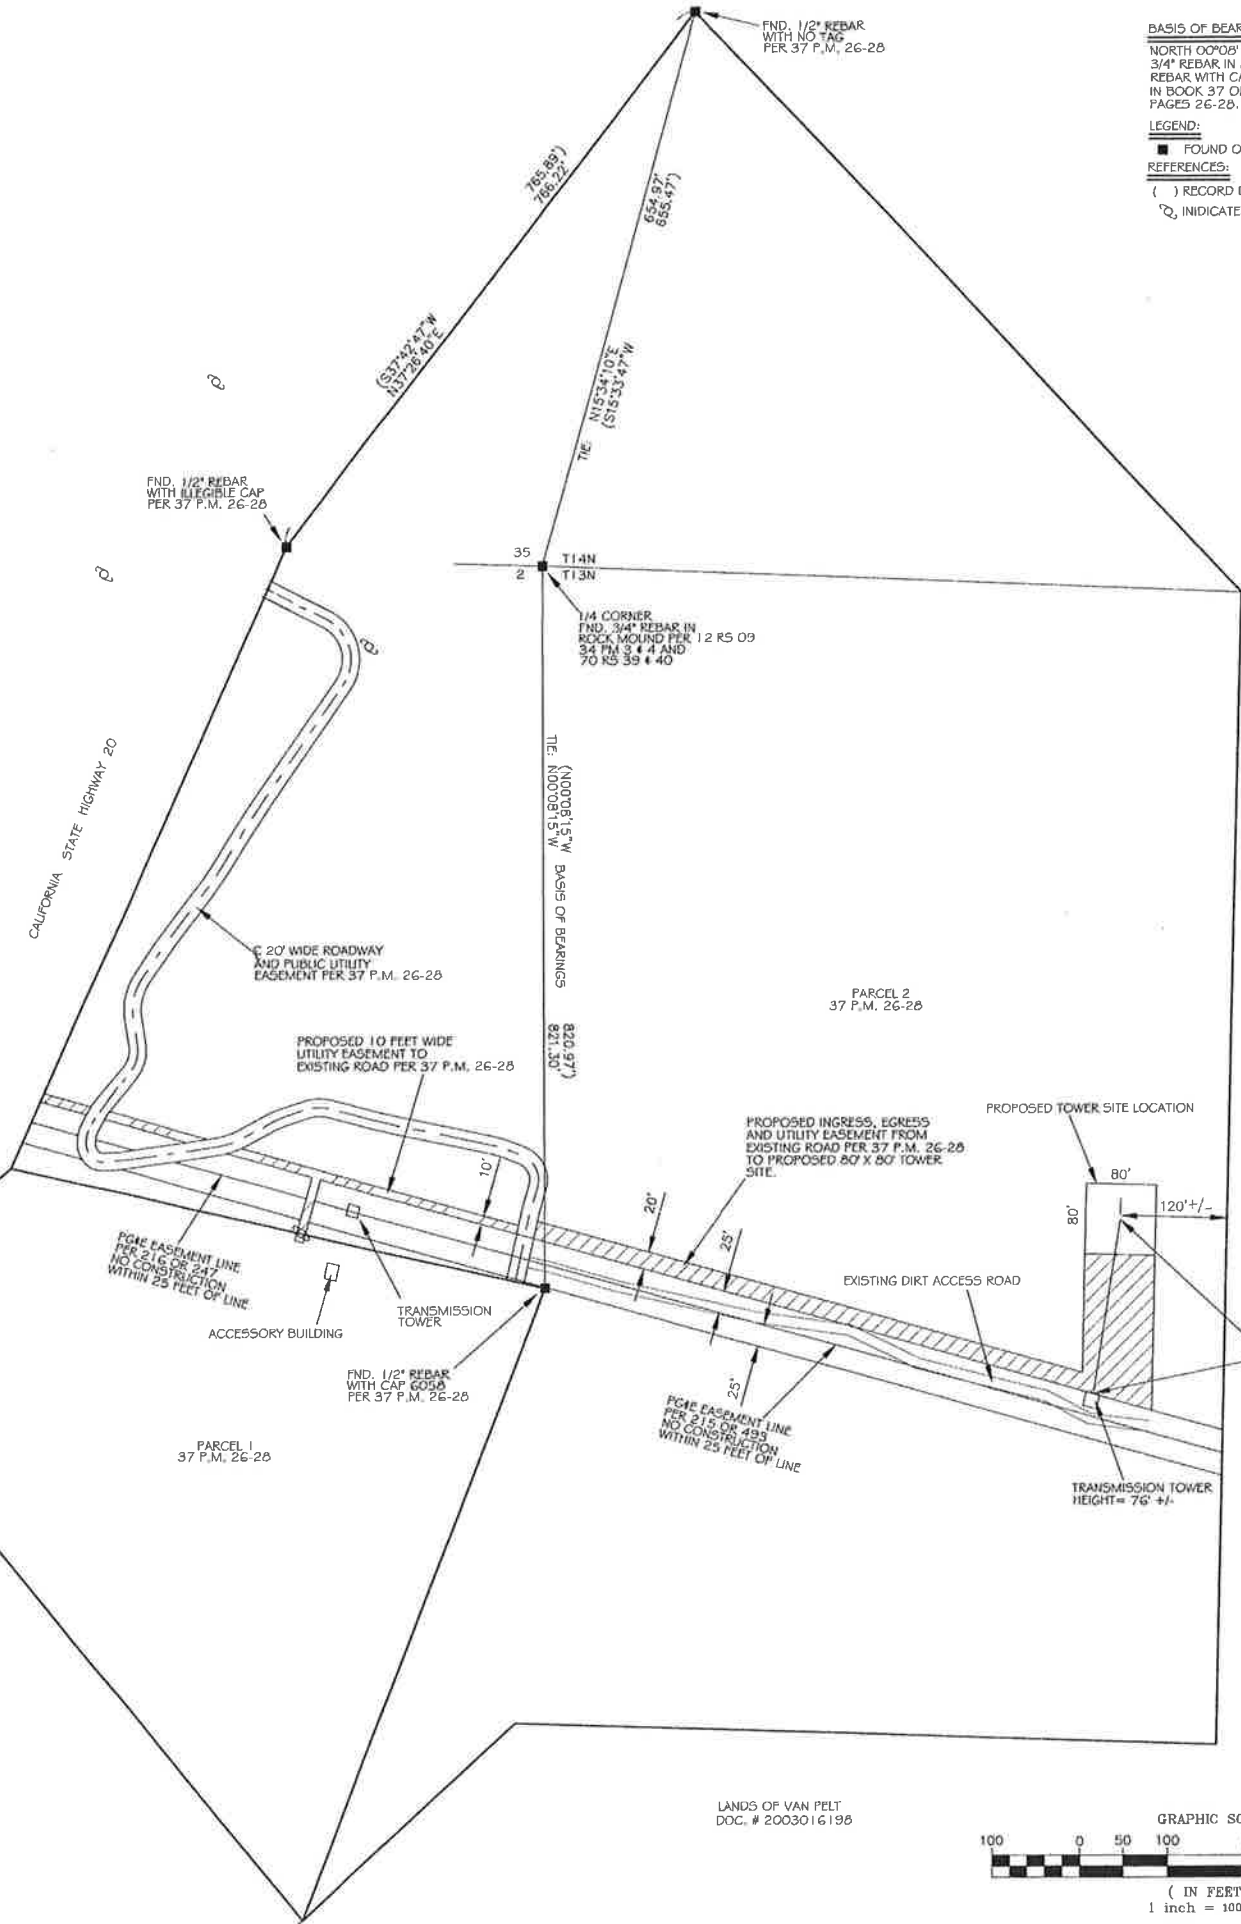 FND. 1/2" REBAR
WITH NO TAG
PER 37 P.M. 26-28
BASIS OF BEAR
NORTH 00°08'
3/4" REBAR IN
REBAR WITH CA
IN BOOK 37 O
PAGES 26-28.
LEGEND:
FOUND O
REFERENCES:
( ) RECORD
INIDICATE
765.89')
766.22'
654.97'
655.47')
(S37°42'47"W
N37°26'40"E
TIE: N15°34'10"E
(S15°33'47"W
FND. 1/2" REBAR
WITH ILLEGIBLE CAP
PER 37 P.M. 26-28
35
T14N
2
T13N
1/4 CORNER
FND. 3/4" REBAR IN
ROCK MOUND PER 12 RS 09
34 PM 3 & 4 AND
70 RS 39 & 40
CALIFORNIA STATE HIGHWAY 20
(N00°08'15"W BASIS OF BEARINGS 820.97')
TIE: N00°08'15"W 821.30'
℄ 20' WIDE ROADWAY
AND PUBLIC UTILITY
EASEMENT PER 37 P.M. 26-28
PARCEL 2
37 P.M. 26-28
PROPOSED 10 FEET WIDE
UTILITY EASEMENT TO
EXISTING ROAD PER 37 P.M. 26-28
PROPOSED TOWER SITE LOCATION
PROPOSED INGRESS, EGRESS
AND UTILITY EASEMENT FROM
EXISTING ROAD PER 37 P.M. 26-28
TO PROPOSED 80' X 80' TOWER
SITE.
10'
20'
25'
80'
80'
120'+/-
PG&E EASEMENT LINE
PER 216 OR 247
NO CONSTRUCTION
WITHIN 25 FEET OF LINE
EXISTING DIRT ACCESS ROAD
TRANSMISSION
TOWER
ACCESSORY BUILDING
FND. 1/2" REBAR
WITH CAP 6058
PER 37 P.M. 26-28
25'
PG&E EASEMENT LINE
PER 215 OR 493
NO CONSTRUCTION
WITHIN 25 FEET OF LINE
PARCEL 1
37 P.M. 26-28
TRANSMISSION TOWER
HEIGHT= 76' +/-
LANDS OF VAN PELT
DOC. # 2003016198
GRAPHIC SC
100 0 50 100
( IN FEET
1 inch = 100